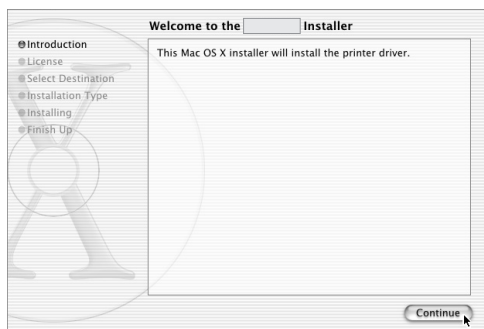 Welcome to the Installer
Introduction
License
Select Destination
Installation Type
Installing
Finish Up
This Mac OS X installer will install the printer driver.
Continue